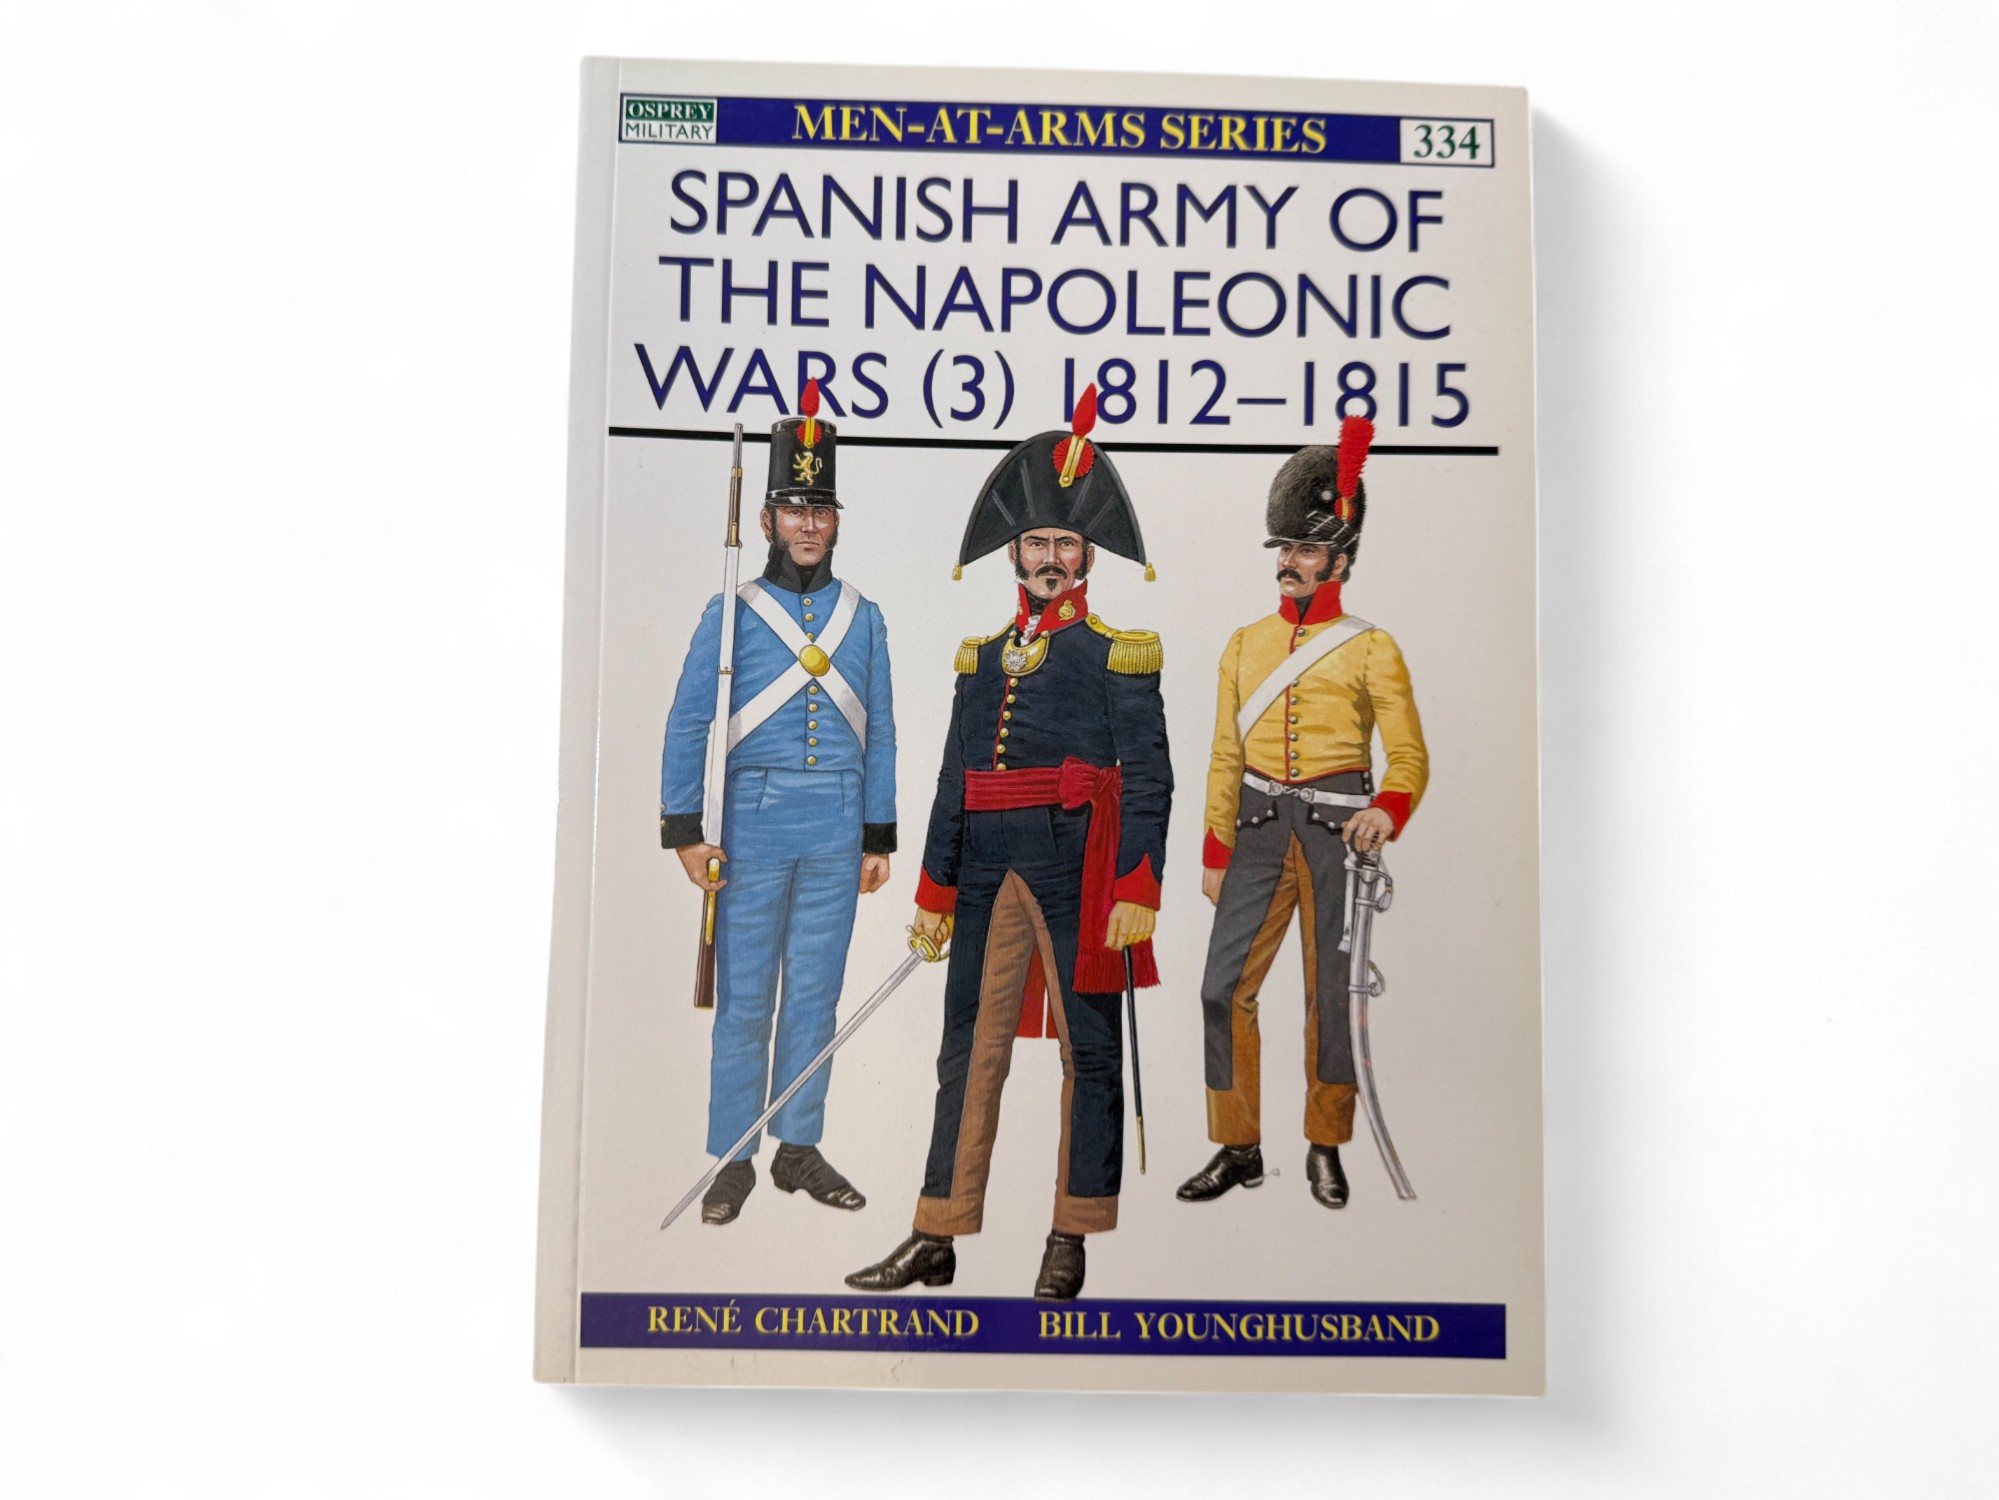 OSPREY
MILITARY
MEN-AT-ARMS SERIES
334
SPANISH ARMY OF
THE NAPOLEONIC
WARS (3) 1812–1815
RENÉ CHARTRAND BILL YOUNGHUSBAND